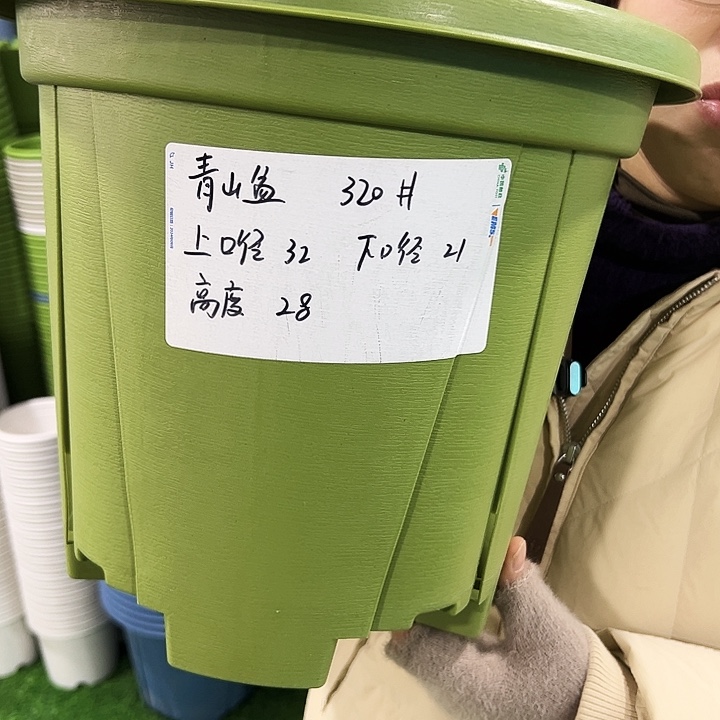 青山盆 320#
上口径 32 下口径 21
高度 28